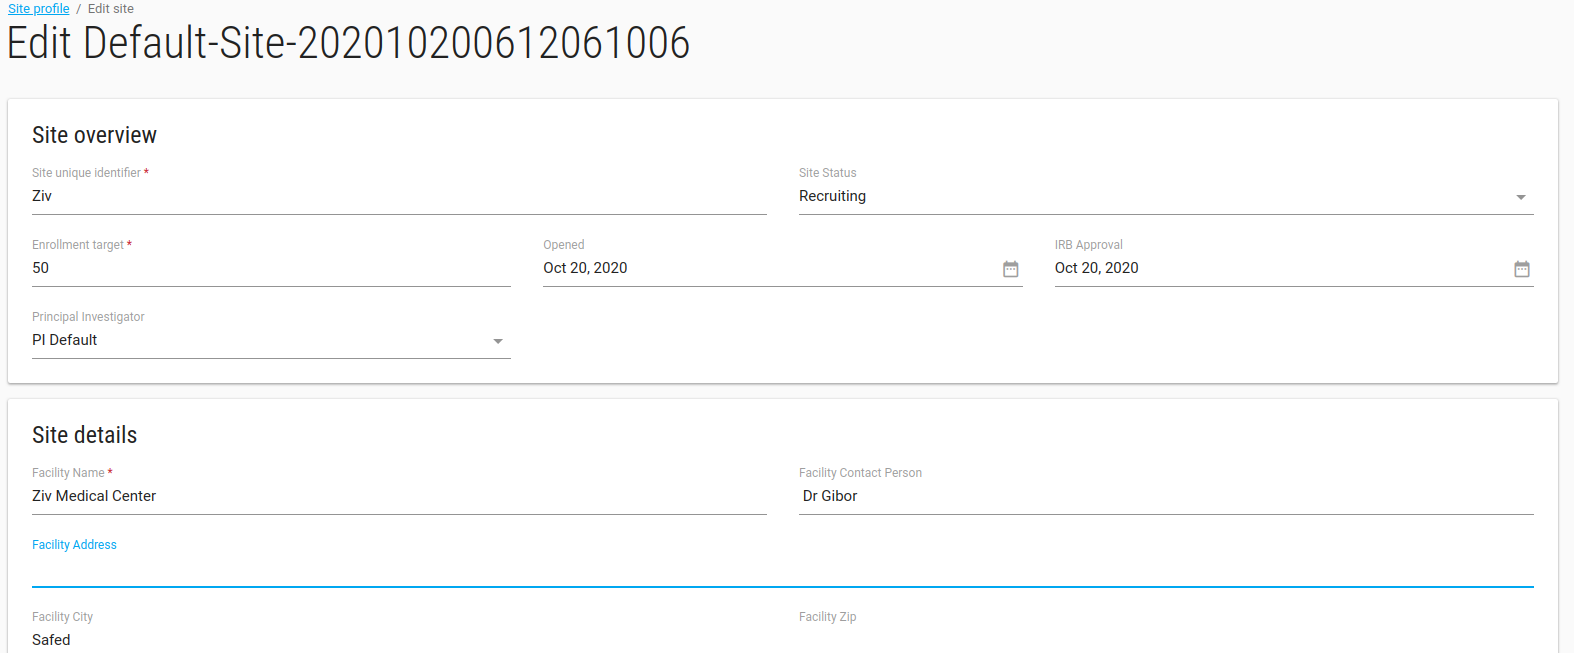 Site profile / Edit site
Edit Default-Site-202010200612061006
Site overview
Site unique identifier *
Ziv
Site Status
Recruiting
Enrollment target *
50
Opened
Oct 20, 2020
IRB Approval
Oct 20, 2020
Principal Investigator
PI Default
Site details
Facility Name *
Ziv Medical Center
Facility Contact Person
Dr Gibor
Facility Address
Facility City
Safed
Facility Zip